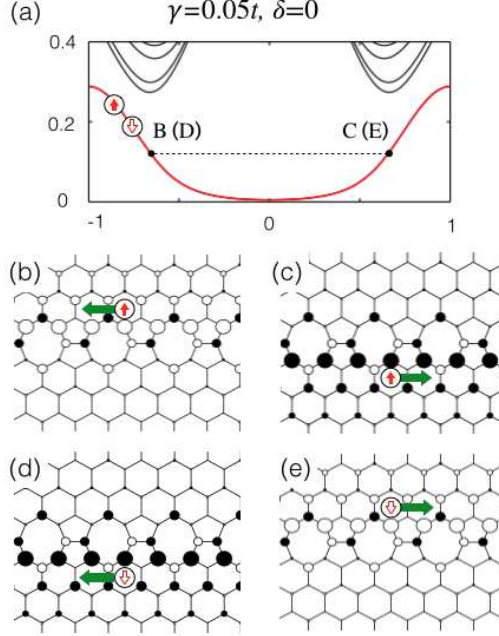 (a) γ=0.05t, δ=0
0.4
0.2
B (D) C (E)
0
-1 0 1
(b) (c)
(d) (e)